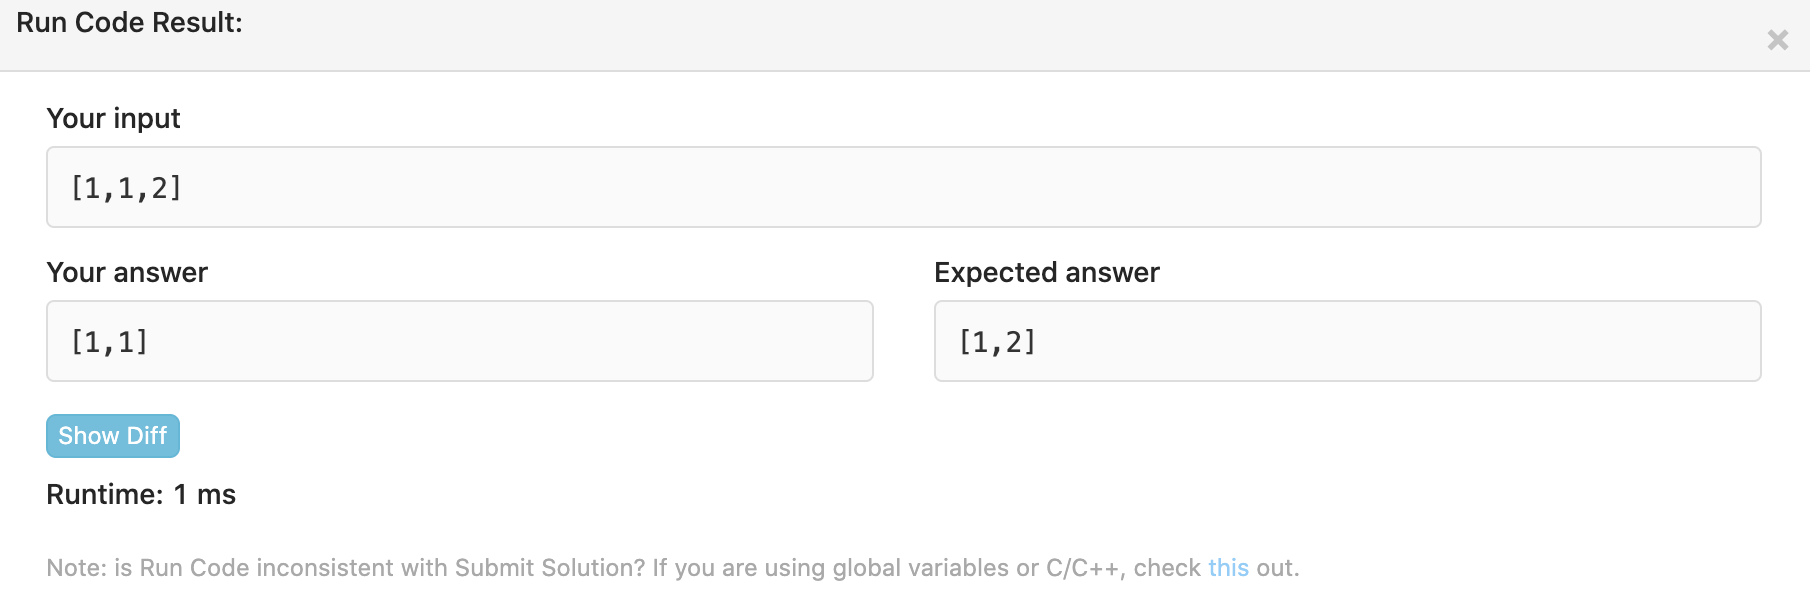 Run Code Result:
×
Your input
[1,1,2]
Your answer
Expected answer
[1,1]
[1,2]
Show Diff
Runtime: 1 ms
Note: is Run Code inconsistent with Submit Solution? If you are using global variables or C/C++, check this out.